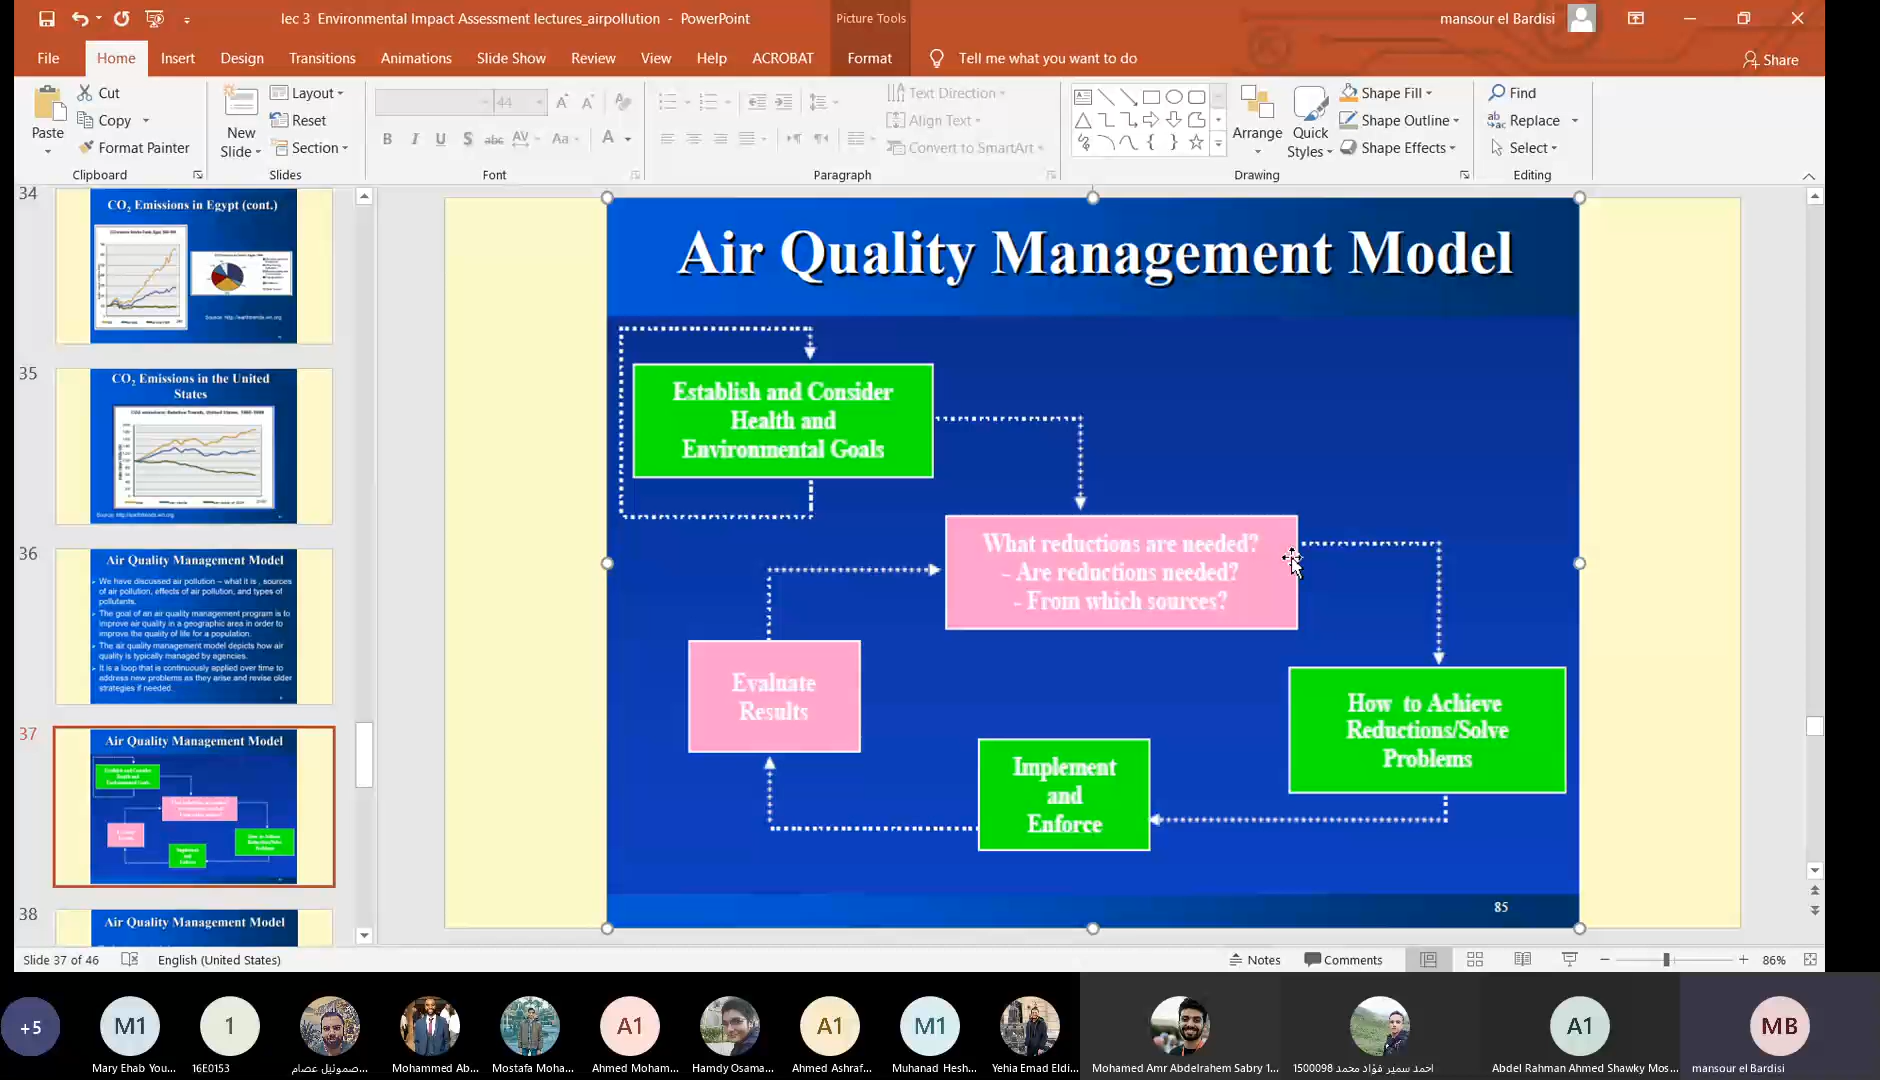 lec 3 Environmental Impact Assessment lectures_airpollution - PowerPoint
Picture Tools
mansour el Bardisi
File
Home
Insert
Design
Transitions
Animations
Slide Show
Review
View
Help
ACROBAT
Format
Tell me what you want to do
Share
Paste
Cut
Copy
Format Painter
Clipboard
New
Slide
Layout
Reset
Section
Slides
44
Font
Text Direction
Align Text
Convert to SmartArt
Paragraph
Arrange
Quick
Styles
Shape Fill
Shape Outline
Shape Effects
Drawing
Find
Replace
Select
Editing
34
CO₂ Emissions in Egypt (cont.)
Source: http://earthtrends.wri.org
35
CO₂ Emissions in the United
States
Source: http://earthtrends.wri.org
36
Air Quality Management Model
We have discussed air pollution – what it is , sources
of air pollution, effects of air pollution, and types of
pollutants.
The goal of an air quality management program is to
improve air quality in a geographic area in order to
improve the quality of life for a population.
The air quality management model depicts how air
quality is typically managed by agencies.
It is a loop that is continuously applied over time to
address new problems as they arise and revise older
strategies if needed.
37
Air Quality Management Model
38
Air Quality Management Model
Air Quality Management Model
Establish and Consider
Health and
Environmental Goals
What reductions are needed?
- Are reductions needed?
- From which sources?
How to Achieve
Reductions/Solve
Problems
Implement
and
Enforce
Evaluate
Results
85
Slide 37 of 46
English (United States)
Notes
Comments
86%
+5
M1
1
A1
A1
M1
A1
MB
Mary Ehab You...
16E0153
صموئيل عصام...
Mohammed Ab...
Mostafa Moha...
Ahmed Moham...
Hamdy Osama...
Ahmed Ashraf...
Muhanad Hesh...
Yehia Emad Eldi...
Mohamed Amr Abdelrahem Sabry 1...
احمد سمير فؤاد محمد 1500098
Abdel Rahman Ahmed Shawky Mos...
mansour el Bardisi